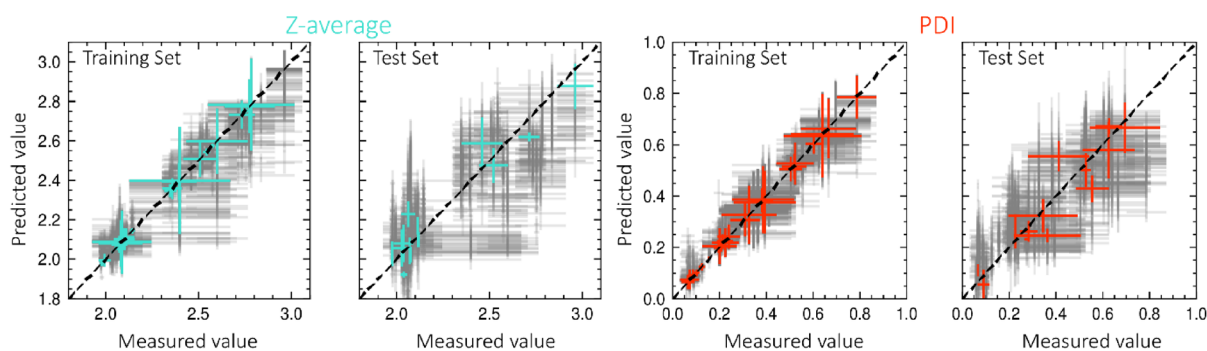 Z-average
PDI
Training Set
Test Set
Training Set
Test Set
Predicted value
3.0
2.8
2.6
2.4
2.2
2.0
1.8
2.0
2.5
3.0
Measured value
2.0
2.5
3.0
Measured value
Predicted value
1.0
0.8
0.6
0.4
0.2
0.0
0.0
0.2
0.4
0.6
0.8
1.0
Measured value
0.0
0.2
0.4
0.6
0.8
1.0
Measured value